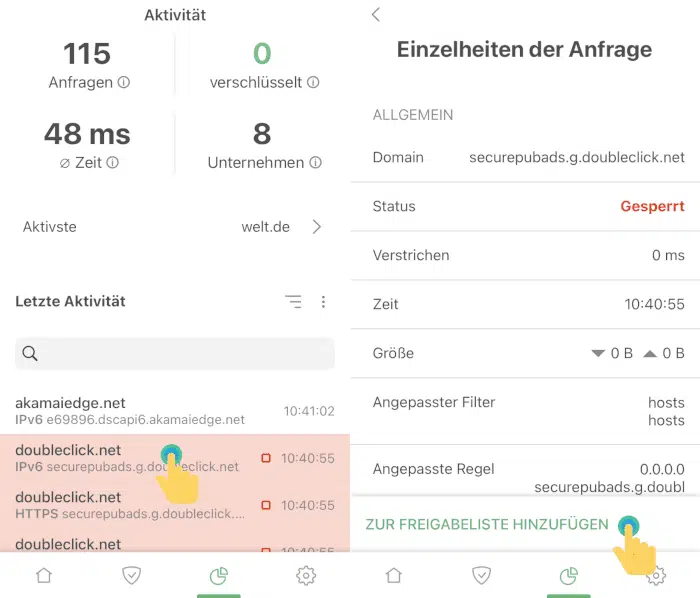 Aktivität
115
Anfragen
0
verschlüsselt
48 ms
⌀ Zeit
8
Unternehmen
Aktivste welt.de
Letzte Aktivität
akamaiedge.net
IPv6 e69896.dscapi6.akamaiedge.net 10:41:02
doubleclick.net
IPv6 securepubads.g.doubleclick.net 10:40:55
doubleclick.net
HTTPS securepubads.g.doubleclick.... 10:40:55
doubleclick.net
10:40:55
Einzelheiten der Anfrage
ALLGEMEIN
Domain securepubads.g.doubleclick.net
Status Gesperrt
Verstrichen 0 ms
Zeit 10:40:55
Größe 0 B 0 B
Angepasster Filter hosts
hosts
Angepasste Regel 0.0.0.0
securepubads.g.doubl
ZUR FREIGABELISTE HINZUFÜGEN